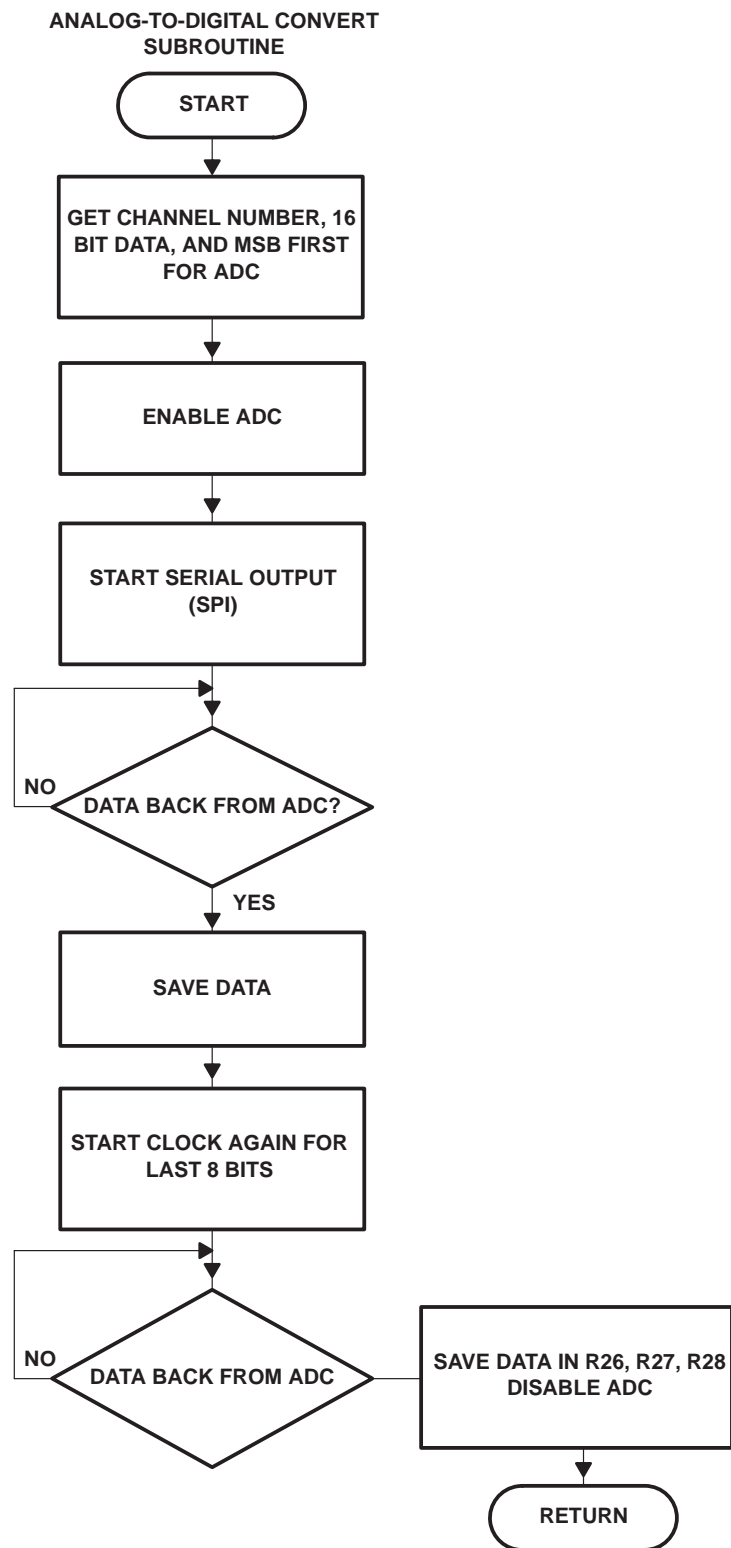 ANALOG-TO-DIGITAL CONVERT
SUBROUTINE
START
GET CHANNEL NUMBER, 16
BIT DATA, AND MSB FIRST
FOR ADC
ENABLE ADC
START SERIAL OUTPUT
(SPI)
NO
DATA BACK FROM ADC?
YES
SAVE DATA
START CLOCK AGAIN FOR
LAST 8 BITS
NO
DATA BACK FROM ADC
SAVE DATA IN R26, R27, R28
DISABLE ADC
RETURN